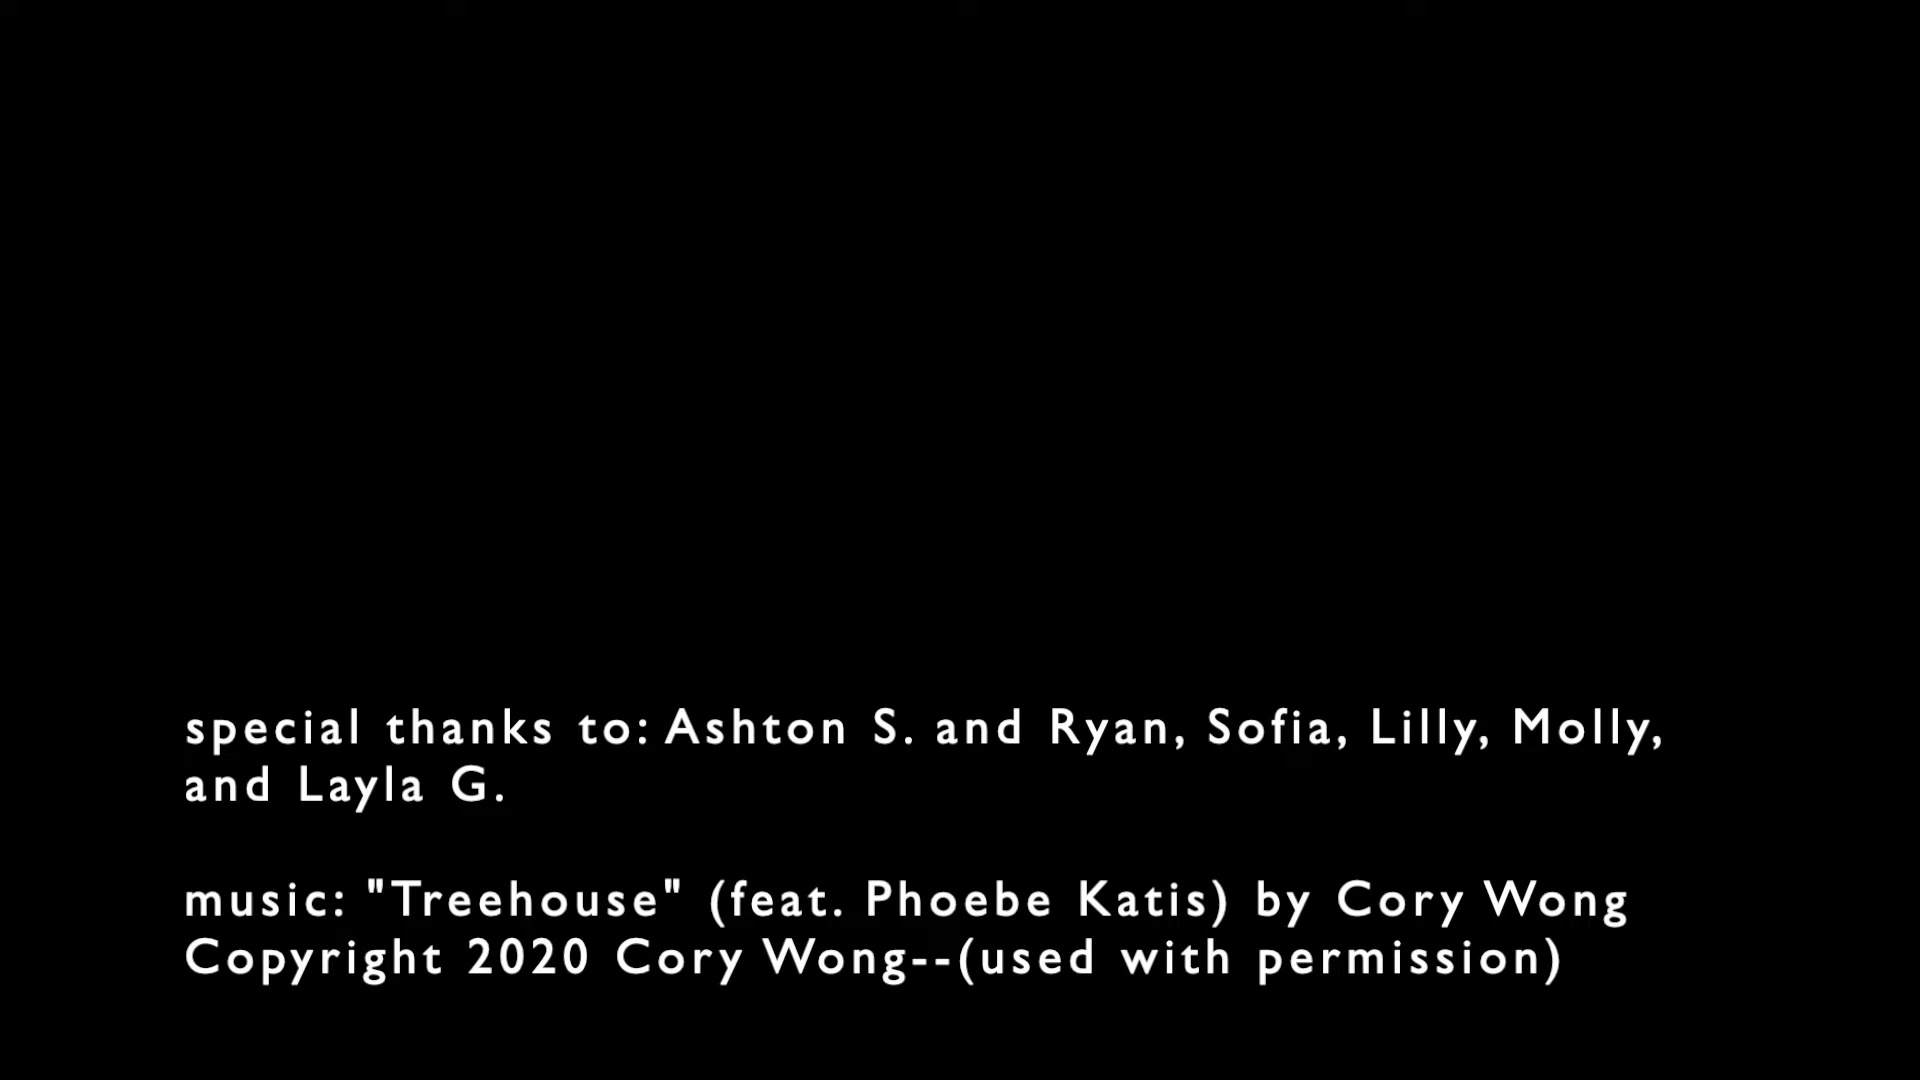 special thanks to: Ashton S. and Ryan, Sofia, Lilly, Molly,
and Layla G.
music: "Treehouse" (feat. Phoebe Katis) by Cory Wong
Copyright 2020 Cory Wong--(used with permission)